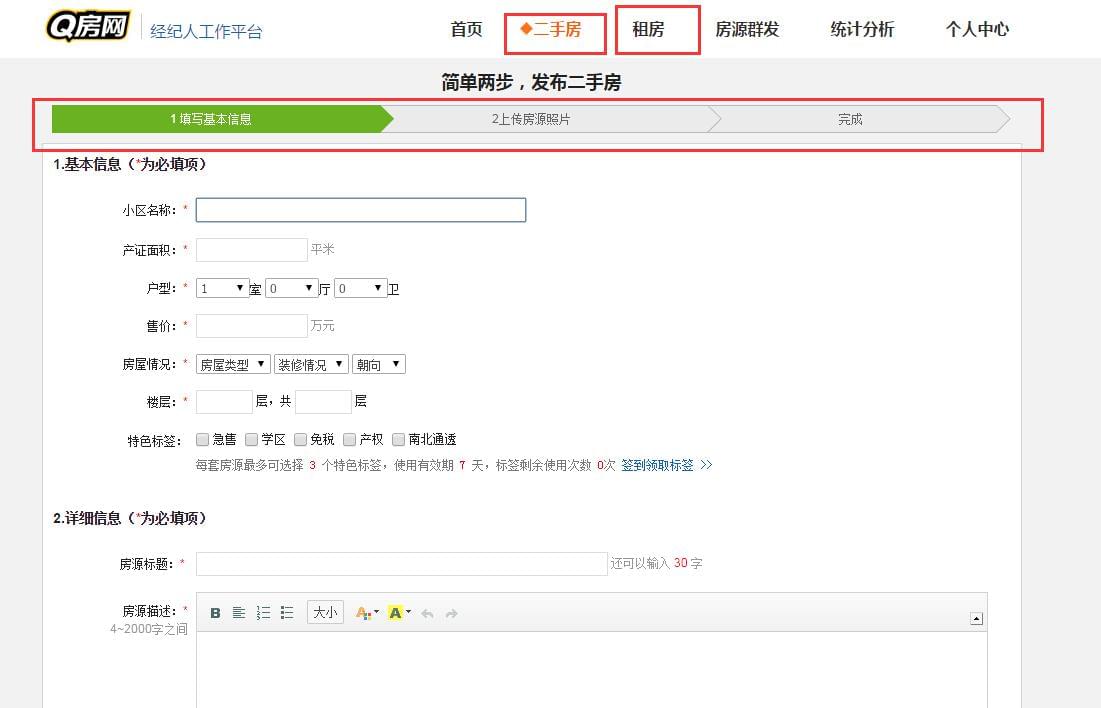 Q房网 经纪人工作平台 首页 ◆二手房 租房 房源群发 统计分析 个人中心
简单两步，发布二手房
1 填写基本信息 2上传房源照片 完成
1.基本信息（*为必填项）
小区名称：*
产证面积：* 平米
户型：* 1 室 0 厅 0 卫
售价：* 万元
房屋情况：* 房屋类型 装修情况 朝向
楼层：* 层，共 层
特色标签： 急售 学区 免税 产权 南北通透
每套房源最多可选择 3 个特色标签，使用有效期 7 天，标签剩余使用次数 0次 签到领取标签 >>
2.详细信息（*为必填项）
房源标题：* 还可以输入 30 字
房源描述：* B 大小 A A
4~2000字之间